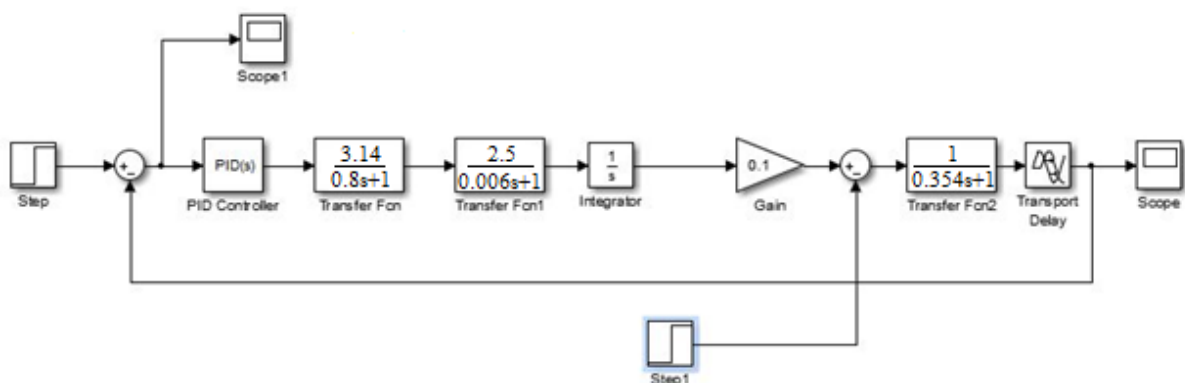 Scope1
Step
+
-
PID(s)
PID Controller
3.14
0.8s+1
Transfer Fcn
2.5
0.006s+1
Transfer Fcn1
1
s
Integrator
0.1
Gain
+
-
1
0.354s+1
Transfer Fcn2
Transport
Delay
Scope
Step1